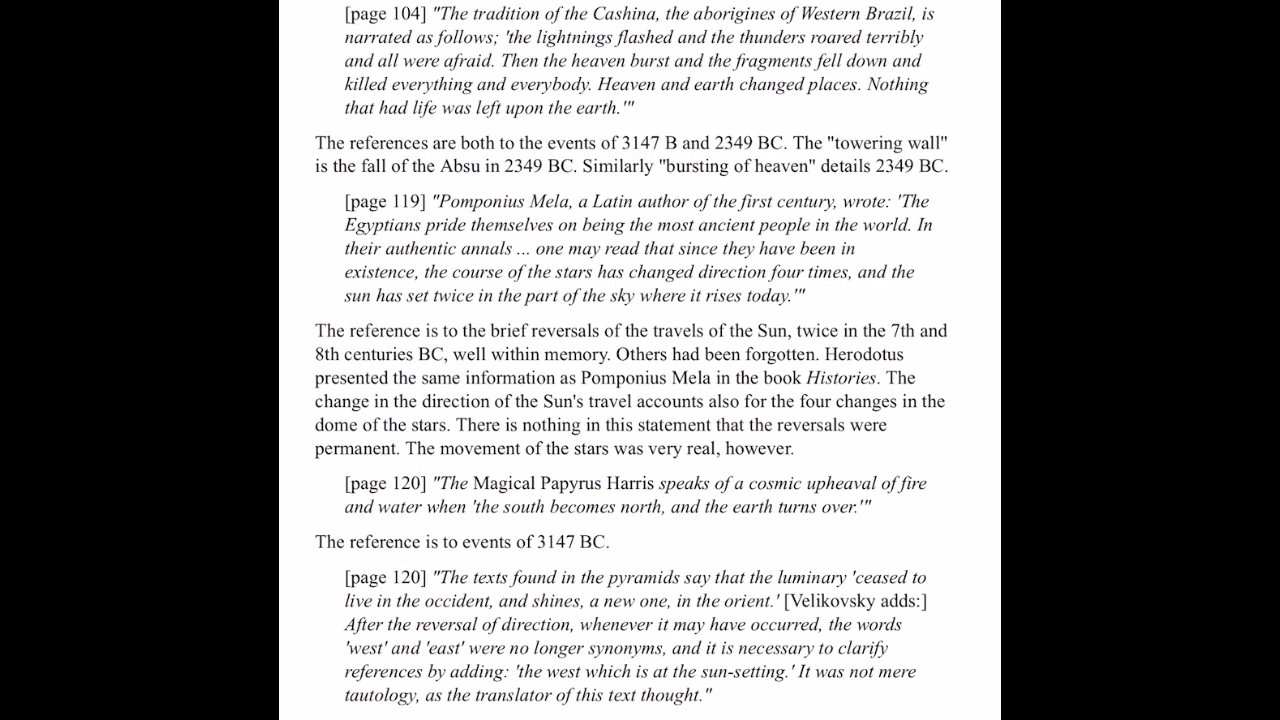 [page 104] "The tradition of the Cashina, the aborigines of Western Brazil, is
narrated as follows; 'the lightnings flashed and the thunders roared terribly
and all were afraid. Then the heaven burst and the fragments fell down and
killed everything and everybody. Heaven and earth changed places. Nothing
that had life was left upon the earth.'"
The references are both to the events of 3147 B and 2349 BC. The "towering wall"
is the fall of the Absu in 2349 BC. Similarly "bursting of heaven" details 2349 BC.
[page 119] "Pomponius Mela, a Latin author of the first century, wrote: 'The
Egyptians pride themselves on being the most ancient people in the world. In
their authentic annals ... one may read that since they have been in
existence, the course of the stars has changed direction four times, and the
sun has set twice in the part of the sky where it rises today.'"
The reference is to the brief reversals of the travels of the Sun, twice in the 7th and
8th centuries BC, well within memory. Others had been forgotten. Herodotus
presented the same information as Pomponius Mela in the book Histories. The
change in the direction of the Sun's travel accounts also for the four changes in the
dome of the stars. There is nothing in this statement that the reversals were
permanent. The movement of the stars was very real, however.
[page 120] "The Magical Papyrus Harris speaks of a cosmic upheaval of fire
and water when 'the south becomes north, and the earth turns over.'"
The reference is to events of 3147 BC.
[page 120] "The texts found in the pyramids say that the luminary 'ceased to
live in the occident, and shines, a new one, in the orient.' [Velikovsky adds:]
After the reversal of direction, whenever it may have occurred, the words
'west' and 'east' were no longer synonyms, and it is necessary to clarify
references by adding: 'the west which is at the sun-setting.' It was not mere
tautology, as the translator of this text thought."